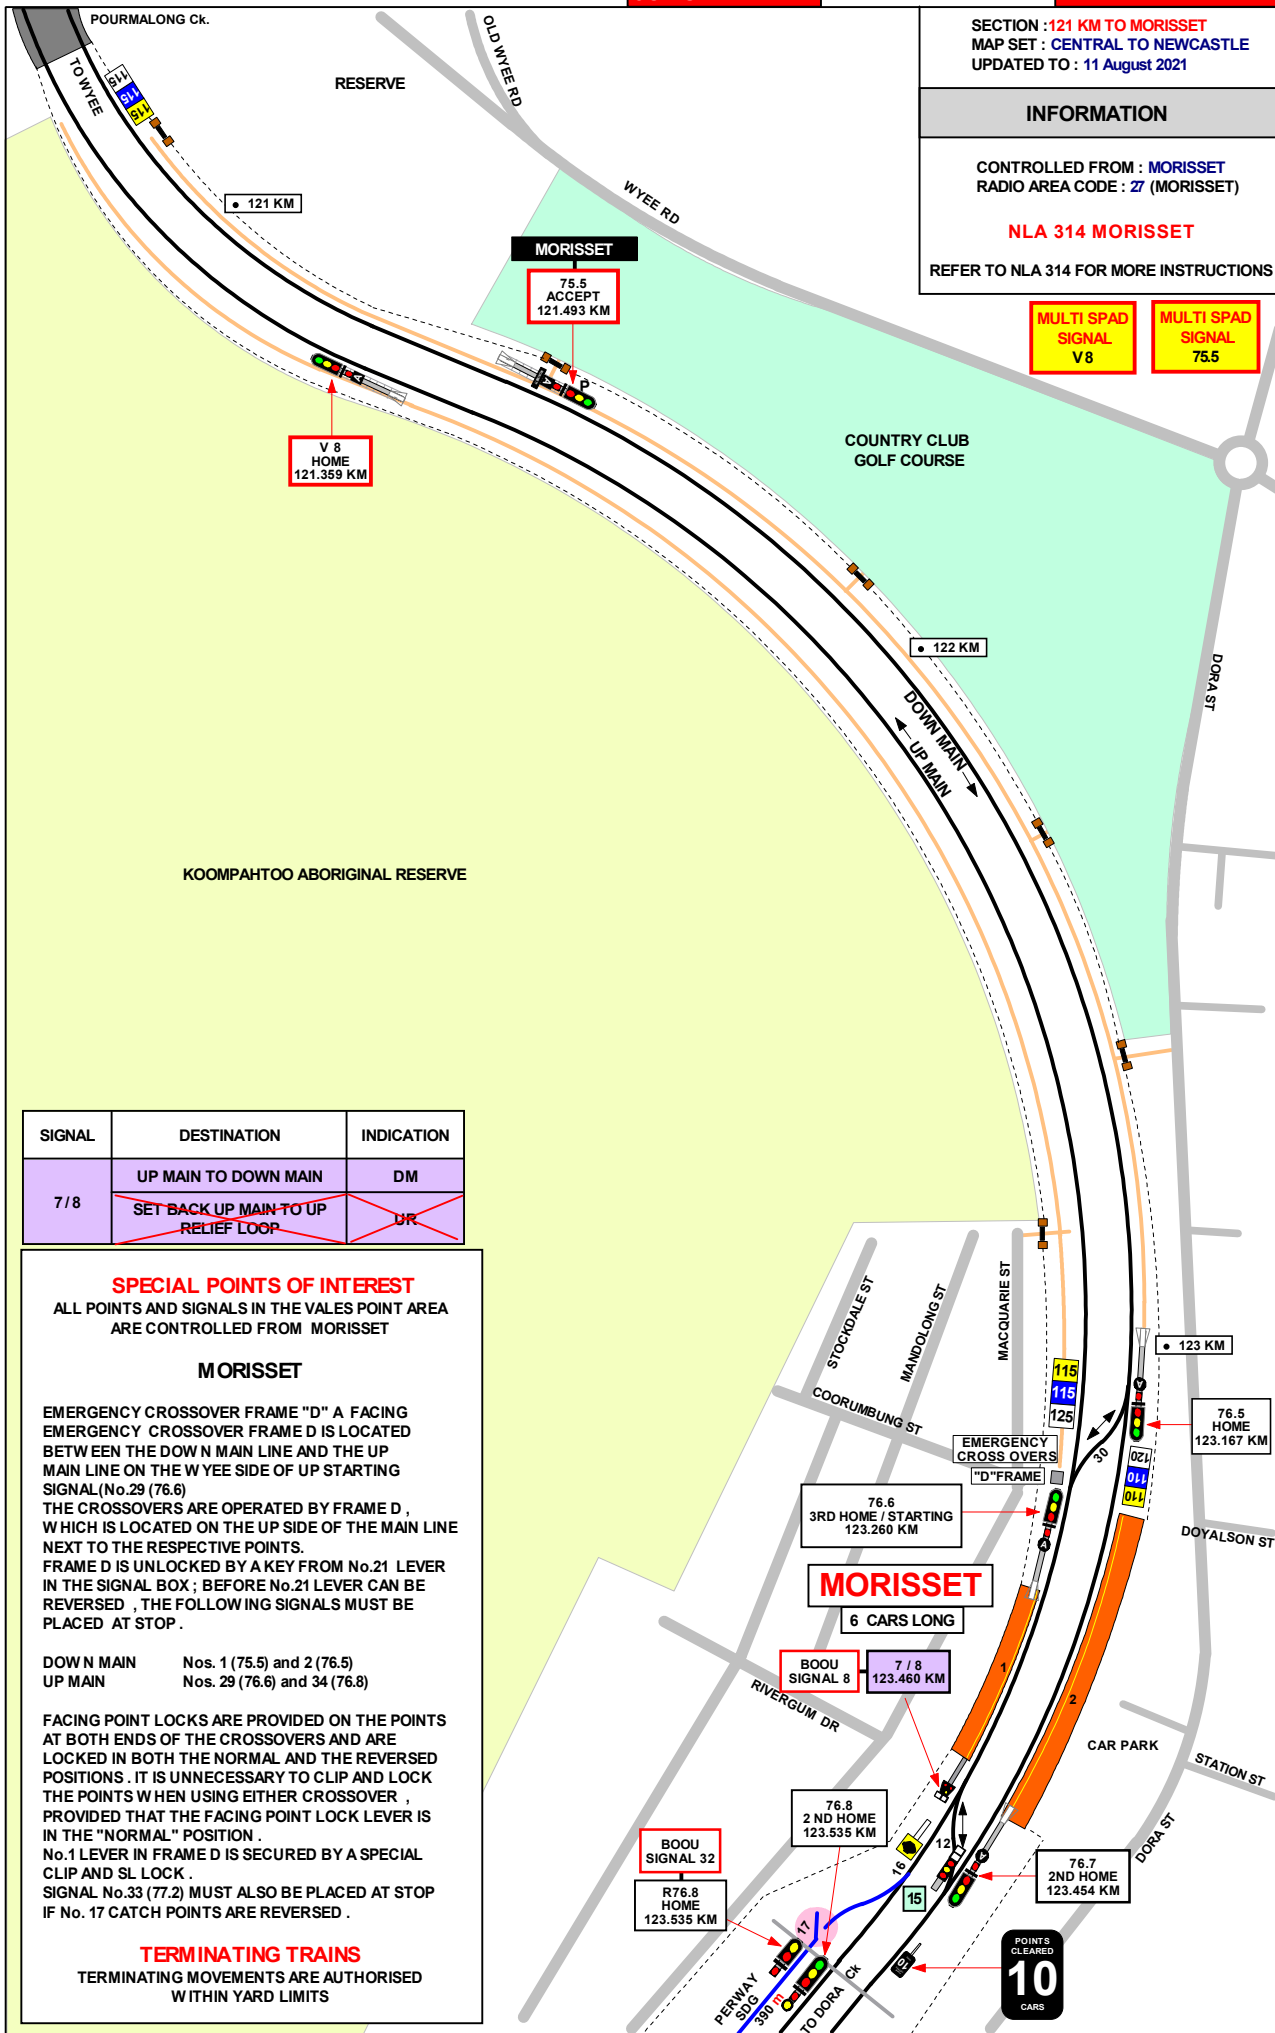 POURMALONG Ck.
TO WYEE
115
115
115
RESERVE
OLD WYEE RD
WYEE RD
SECTION :121 KM TO MORISSET
MAP SET : CENTRAL TO NEWCASTLE
UPDATED TO : 11 August 2021
INFORMATION
CONTROLLED FROM : MORISSET
RADIO AREA CODE : 27 (MORISSET)
NLA 314 MORISSET
REFER TO NLA 314 FOR MORE INSTRUCTIONS
MULTI SPAD
SIGNAL
V8
MULTI SPAD
SIGNAL
75.5
121 KM
MORISSET
75.5
ACCEPT
121.493 KM
A
A
P
V 8
HOME
121.359 KM
COUNTRY CLUB
GOLF COURSE
122 KM
DORA ST
DOWN MAIN
UP MAIN
KOOMPAHTOO ABORIGINAL RESERVE
SIGNAL DESTINATION INDICATION
7 / 8
UP MAIN TO DOWN MAIN DM
SET BACK UP MAIN TO UP
RELIEF LOOP
UR
SPECIAL POINTS OF INTEREST
ALL POINTS AND SIGNALS IN THE VALES POINT AREA
ARE CONTROLLED FROM MORISSET
MORISSET
EMERGENCY CROSSOVER FRAME "D" A FACING
EMERGENCY CROSSOVER FRAME D IS LOCATED
BETWEEN THE DOWN MAIN LINE AND THE UP
MAIN LINE ON THE WYEE SIDE OF UP STARTING
SIGNAL(No.29 (76.6)
THE CROSSOVERS ARE OPERATED BY FRAME D ,
WHICH IS LOCATED ON THE UP SIDE OF THE MAIN LINE
NEXT TO THE RESPECTIVE POINTS.
FRAME D IS UNLOCKED BY A KEY FROM No.21 LEVER
IN THE SIGNAL BOX ; BEFORE No.21 LEVER CAN BE
REVERSED , THE FOLLOWING SIGNALS MUST BE
PLACED AT STOP .
DOWN MAIN Nos. 1 (75.5) and 2 (76.5)
UP MAIN Nos. 29 (76.6) and 34 (76.8)
FACING POINT LOCKS ARE PROVIDED ON THE POINTS
AT BOTH ENDS OF THE CROSSOVERS AND ARE
LOCKED IN BOTH THE NORMAL AND THE REVERSED
POSITIONS . IT IS UNNECESSARY TO CLIP AND LOCK
THE POINTS WHEN USING EITHER CROSSOVER ,
PROVIDED THAT THE FACING POINT LOCK LEVER IS
IN THE "NORMAL" POSITION .
No.1 LEVER IN FRAME D IS SECURED BY A SPECIAL
CLIP AND SL LOCK .
SIGNAL No.33 (77.2) MUST ALSO BE PLACED AT STOP
IF No. 17 CATCH POINTS ARE REVERSED .
TERMINATING TRAINS
TERMINATING MOVEMENTS ARE AUTHORISED
WITHIN YARD LIMITS
STOCKDALE ST
MANDOLONG ST
MACQUARIE ST
COORUMBUNG ST
115
115
125
123 KM
A
76.5
HOME
123.167 KM
30
120
110
110
EMERGENCY
CROSS OVERS
"D"FRAME
76.6
3RD HOME / STARTING
123.260 KM
A
DOYALSON ST
MORISSET
6 CARS LONG
BOOU
SIGNAL 8
7 / 8
123.460 KM
1
2
RIVERGUM DR
CAR PARK
STATION ST
DORA ST
76.8
2 ND HOME
123.535 KM
12
A
16
15
76.7
2ND HOME
123.454 KM
BOOU
SIGNAL 32
R76.8
HOME
123.535 KM
17
10
POINTS
CLEARED
10
CARS
PERWAY
SDG
390 m
TO DORA Ck